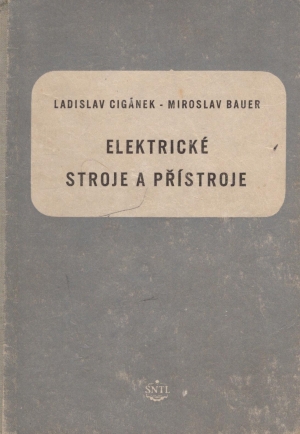 LADISLAV CIGÁNEK - MIROSLAV BAUER
ELEKTRICKÉ
STROJE A PŘÍSTROJE
SNTL